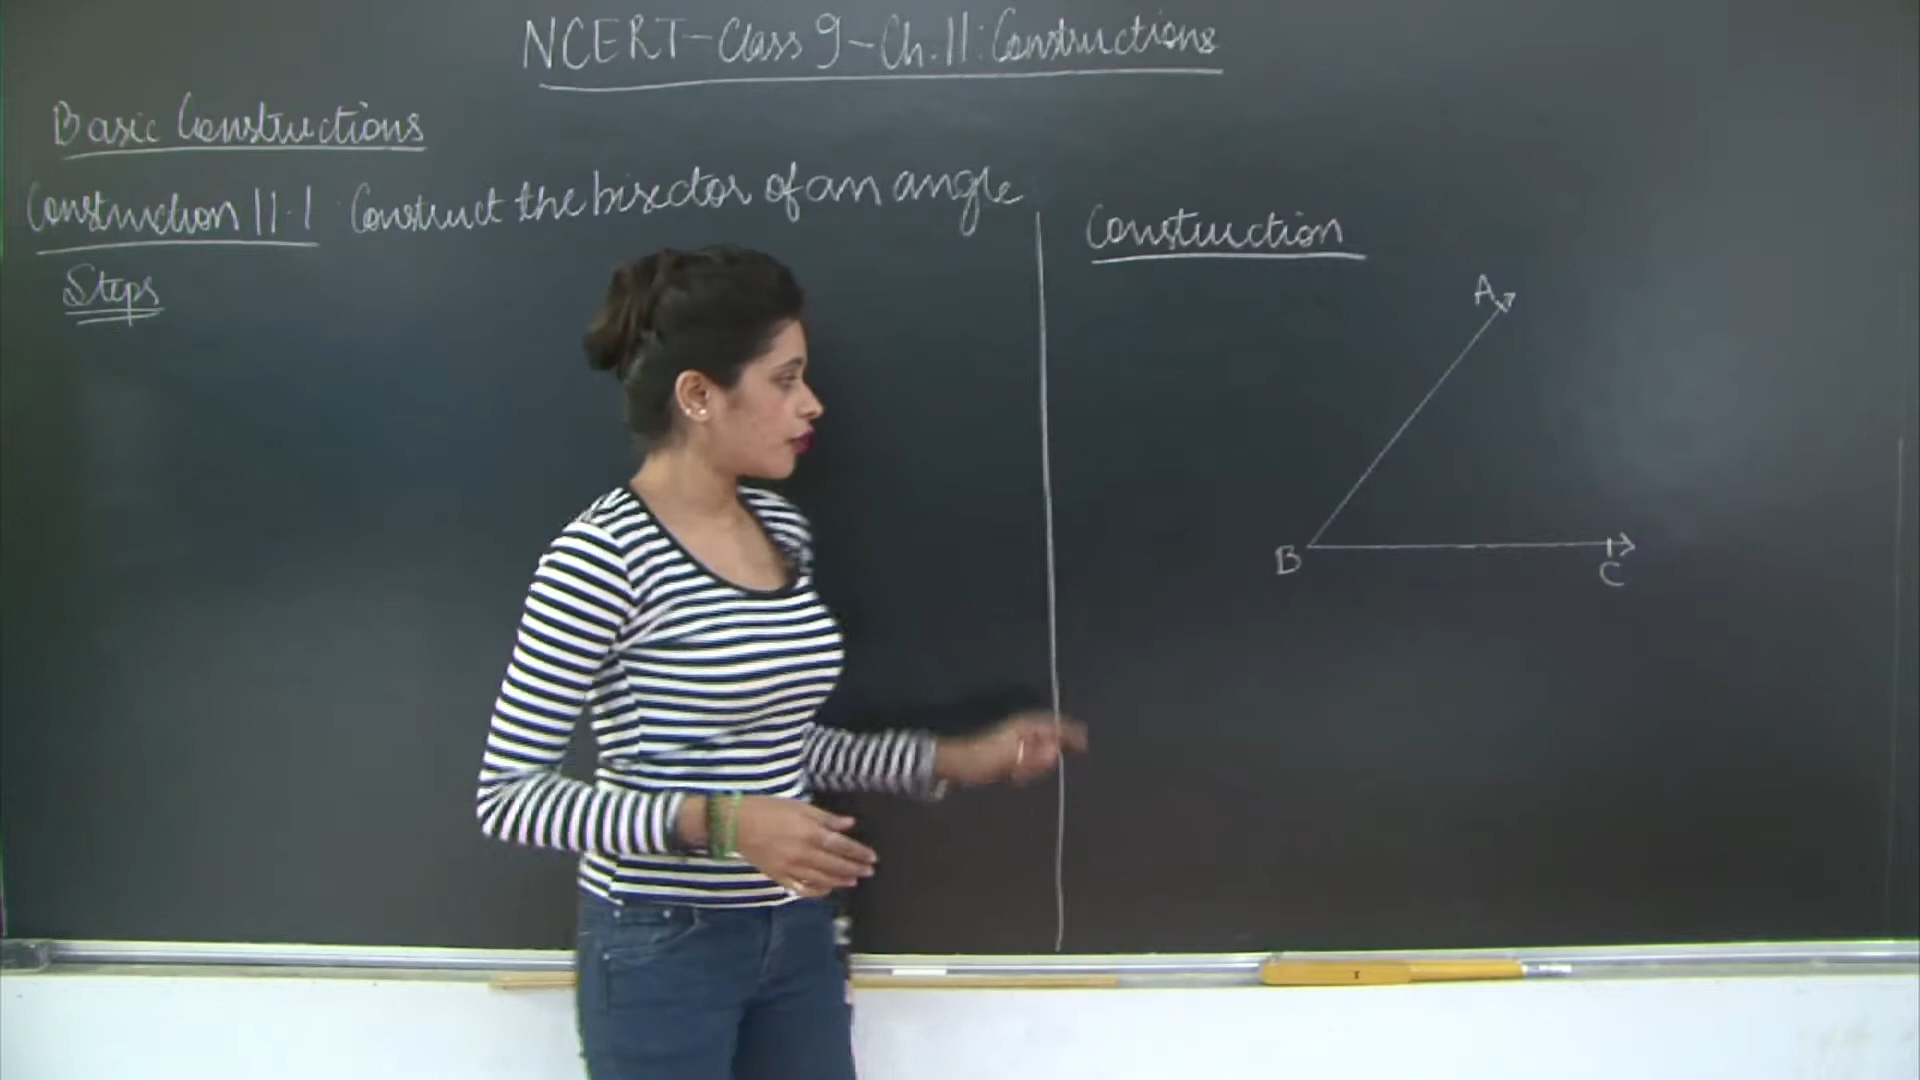 NCERT-Class 9-Ch.11: Constructions
Basic Constructions
Construction 11.1 Construct the bisector of an angle
Steps
Construction
A
B
C